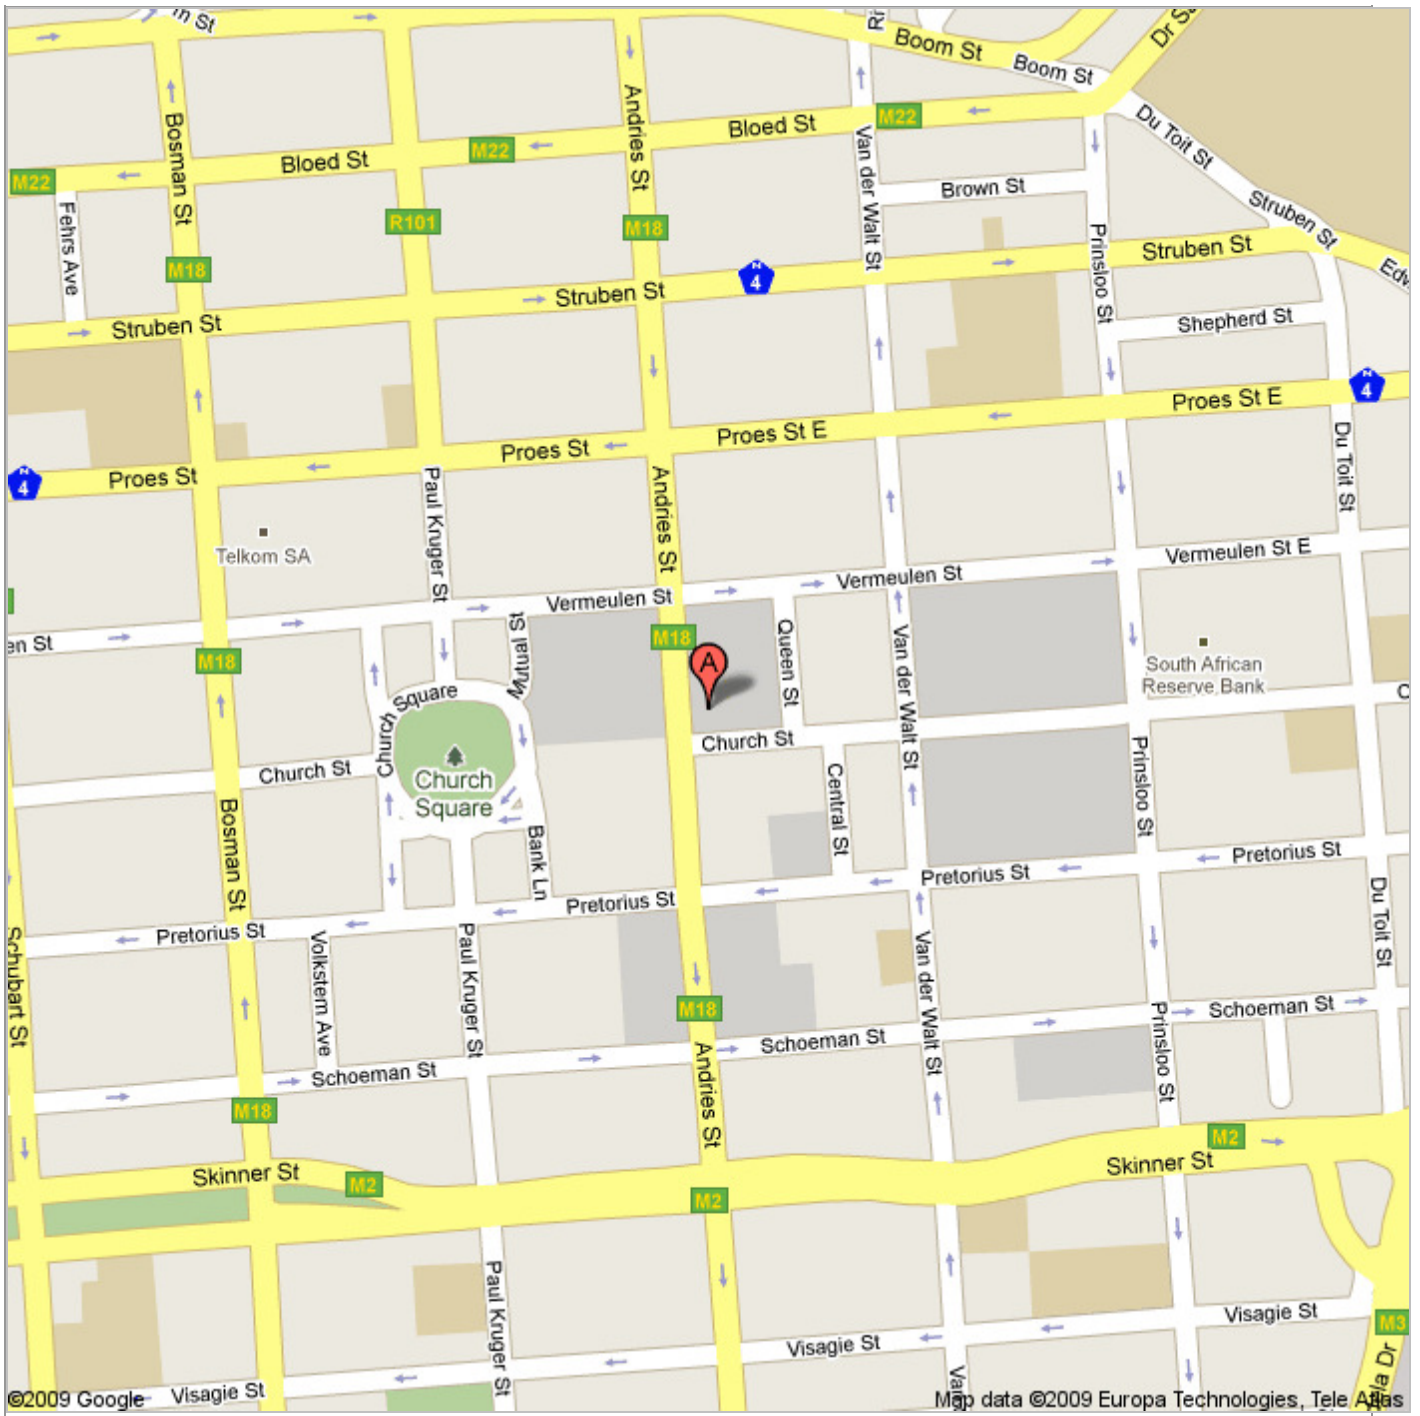 Boom St
Boom St
Andries St
Bosman St
Bloed St
M22
Bloed St
M22
M22
Van der Walt St
Du Toit St
Fehrs Ave
R101
M18
Brown St
Prinsloo St
Struben St
Struben St
M18
N
4
Struben St
Struben St
Shepherd St
N
4
Proes St E
Proes St E
Proes St
Proes St
N
4
Paul Kruger St
Andries St
Du Toit St
Telkom SA
Vermeulen St E
Vermeulen St
Vermeulen St
en St
Mutual St
M18
A
Queen St
Van der Walt St
South African
Reserve Bank
M18
Church Square
Church
Square
Church St
Church St
Central St
Prinsloo St
Bosman St
Bank Ln
Pretorius St
Pretorius St
Pretorius St
Pretorius St
Du Toit St
Schubart St
Volkstem Ave
Paul Kruger St
Van der Walt St
M18
Schoeman St
Schoeman St
Schoeman St
Prinsloo St
Andries St
M18
Skinner St
M2
M2
Skinner St
M2
Paul Kruger St
Visagie St
Visagie St
Visagie St
M3
Van
©2009 Google
Map data ©2009 Europa Technologies, Tele Atlas